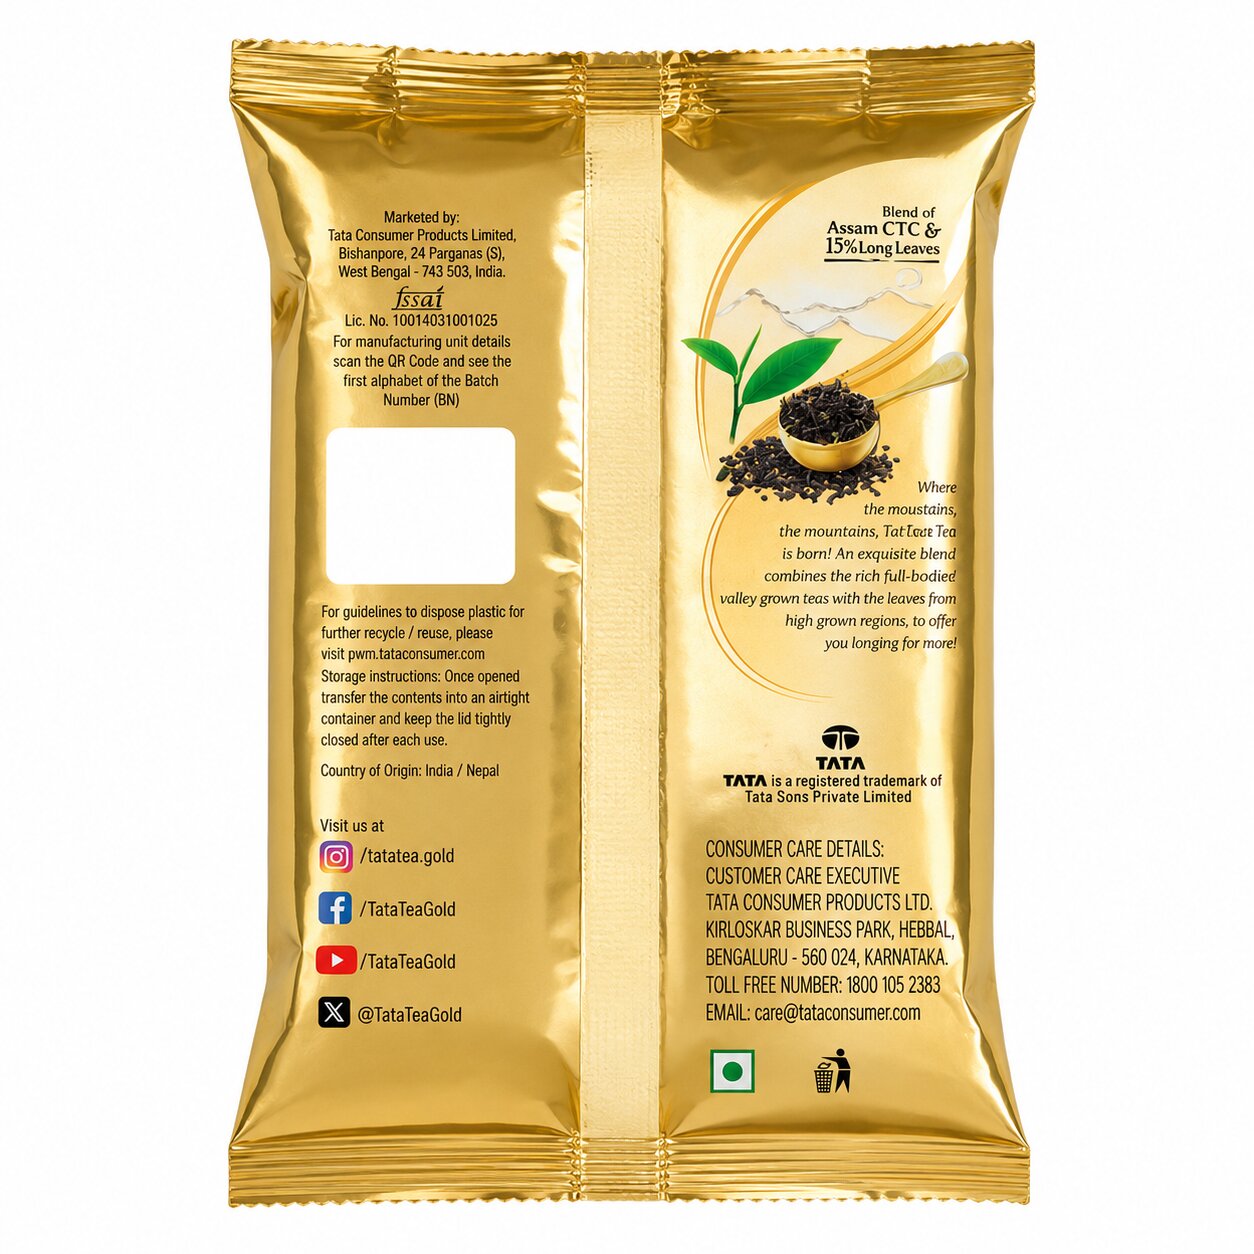 Marketed by:
Tata Consumer Products Limited,
Bishanpore, 24 Parganas (S),
West Bengal - 743 503, India.
fssai
Lic. No. 10014031001025
For manufacturing unit details
scan the QR Code and see the
first alphabet of the Batch
Number (BN)
For guidelines to dispose plastic for
further recycle / reuse, please
visit pwm.tataconsumer.com
Storage instructions: Once opened
transfer the contents into an airtight
container and keep the lid tightly
closed after each use.
Country of Origin: India / Nepal
Visit us at
/tatatea.gold
/TataTeaGold
/TataTeaGold
@TataTeaGold
Blend of
Assam CTC &
15% Long Leaves
Where
the moustains,
the mountains, Tea
is born! An exquisite blend
combines the rich full-bodied
valley grown teas with the leaves from
high grown regions, to offer
you longing for more!
TATA
TATA is a registered trademark of
Tata Sons Private Limited
CONSUMER CARE DETAILS:
CUSTOMER CARE EXECUTIVE
TATA CONSUMER PRODUCTS LTD.
KIRLOSKAR BUSINESS PARK, HEBBAL,
BENGALURU - 560 024, KARNATAKA.
TOLL FREE NUMBER: 1800 105 2383
EMAIL: care@tataconsumer.com